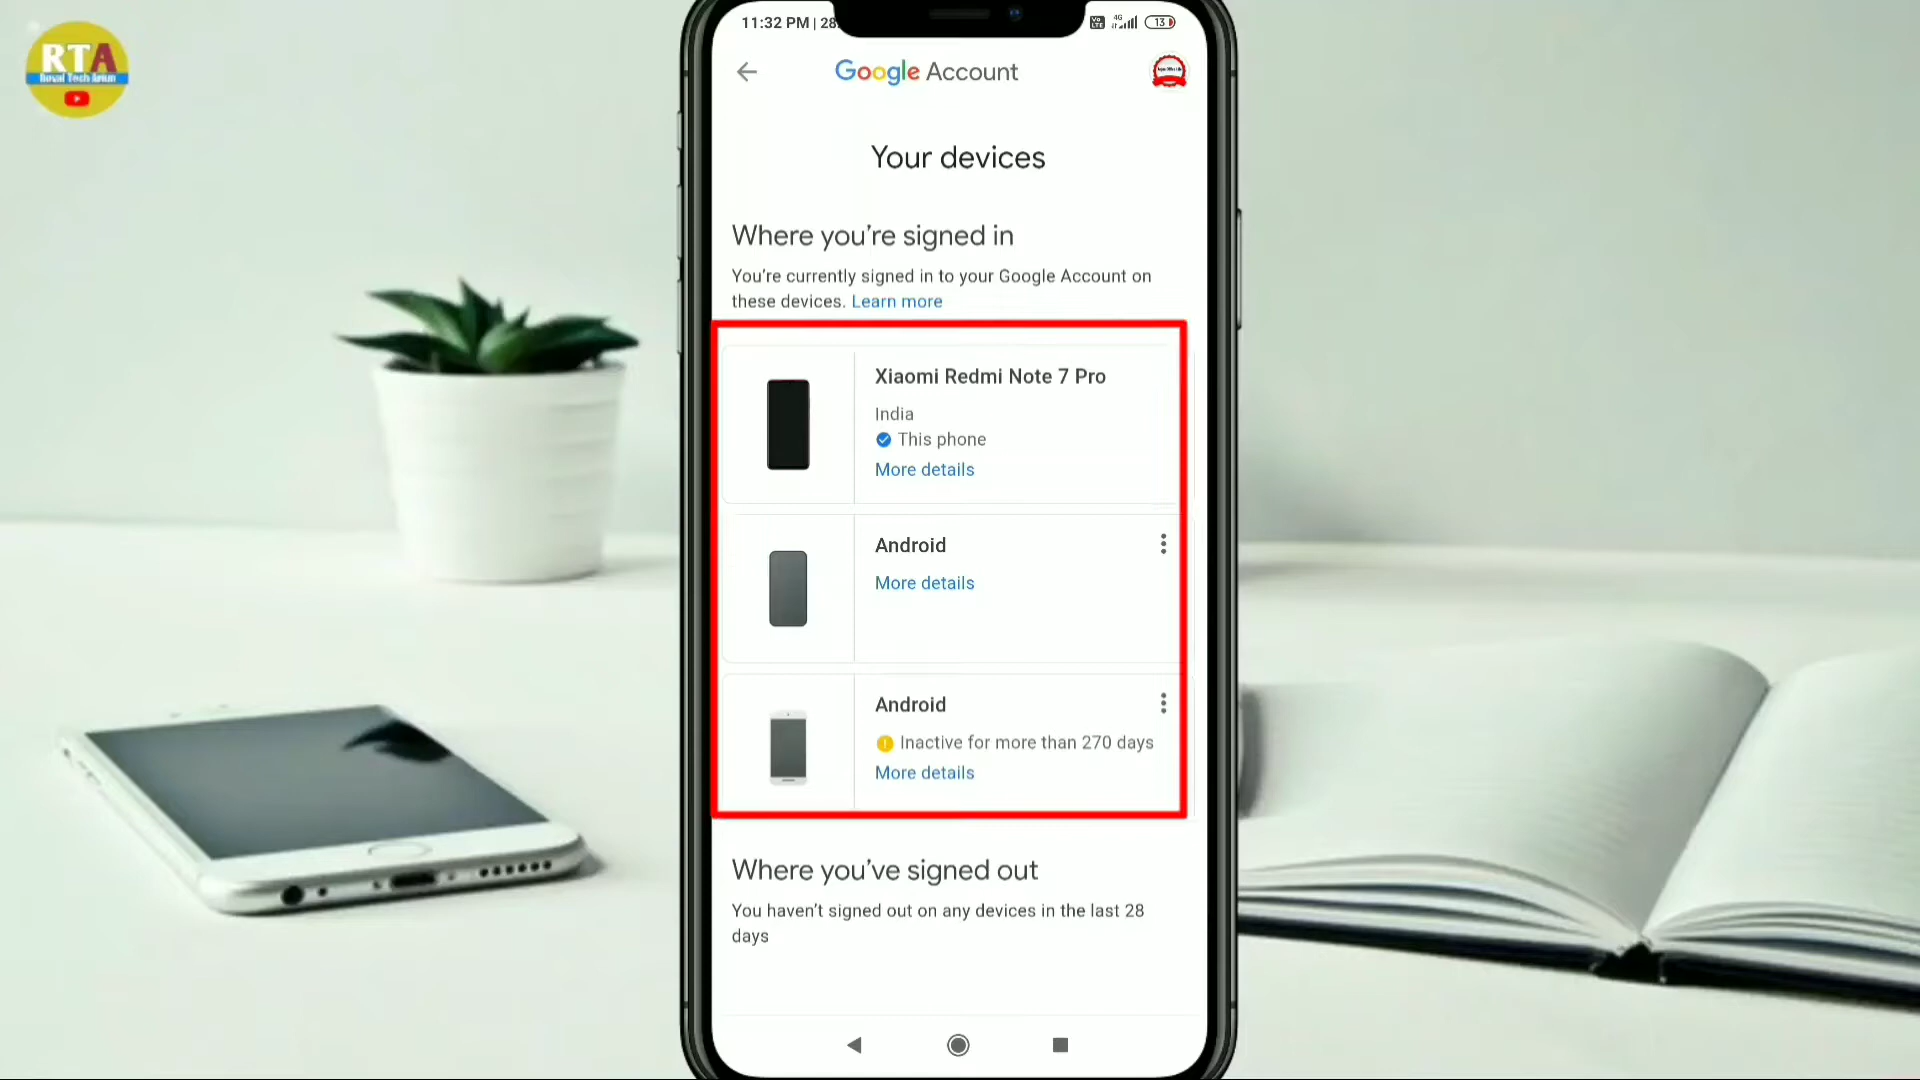 RTA
Royal Tech Arjun
11:32 PM | 28
4G
13
Google Account
Your devices
Where you’re signed in
You’re currently signed in to your Google Account on
these devices. Learn more
Xiaomi Redmi Note 7 Pro
India
This phone
More details
Android
More details
Android
Inactive for more than 270 days
More details
Where you’ve signed out
You haven’t signed out on any devices in the last 28
days